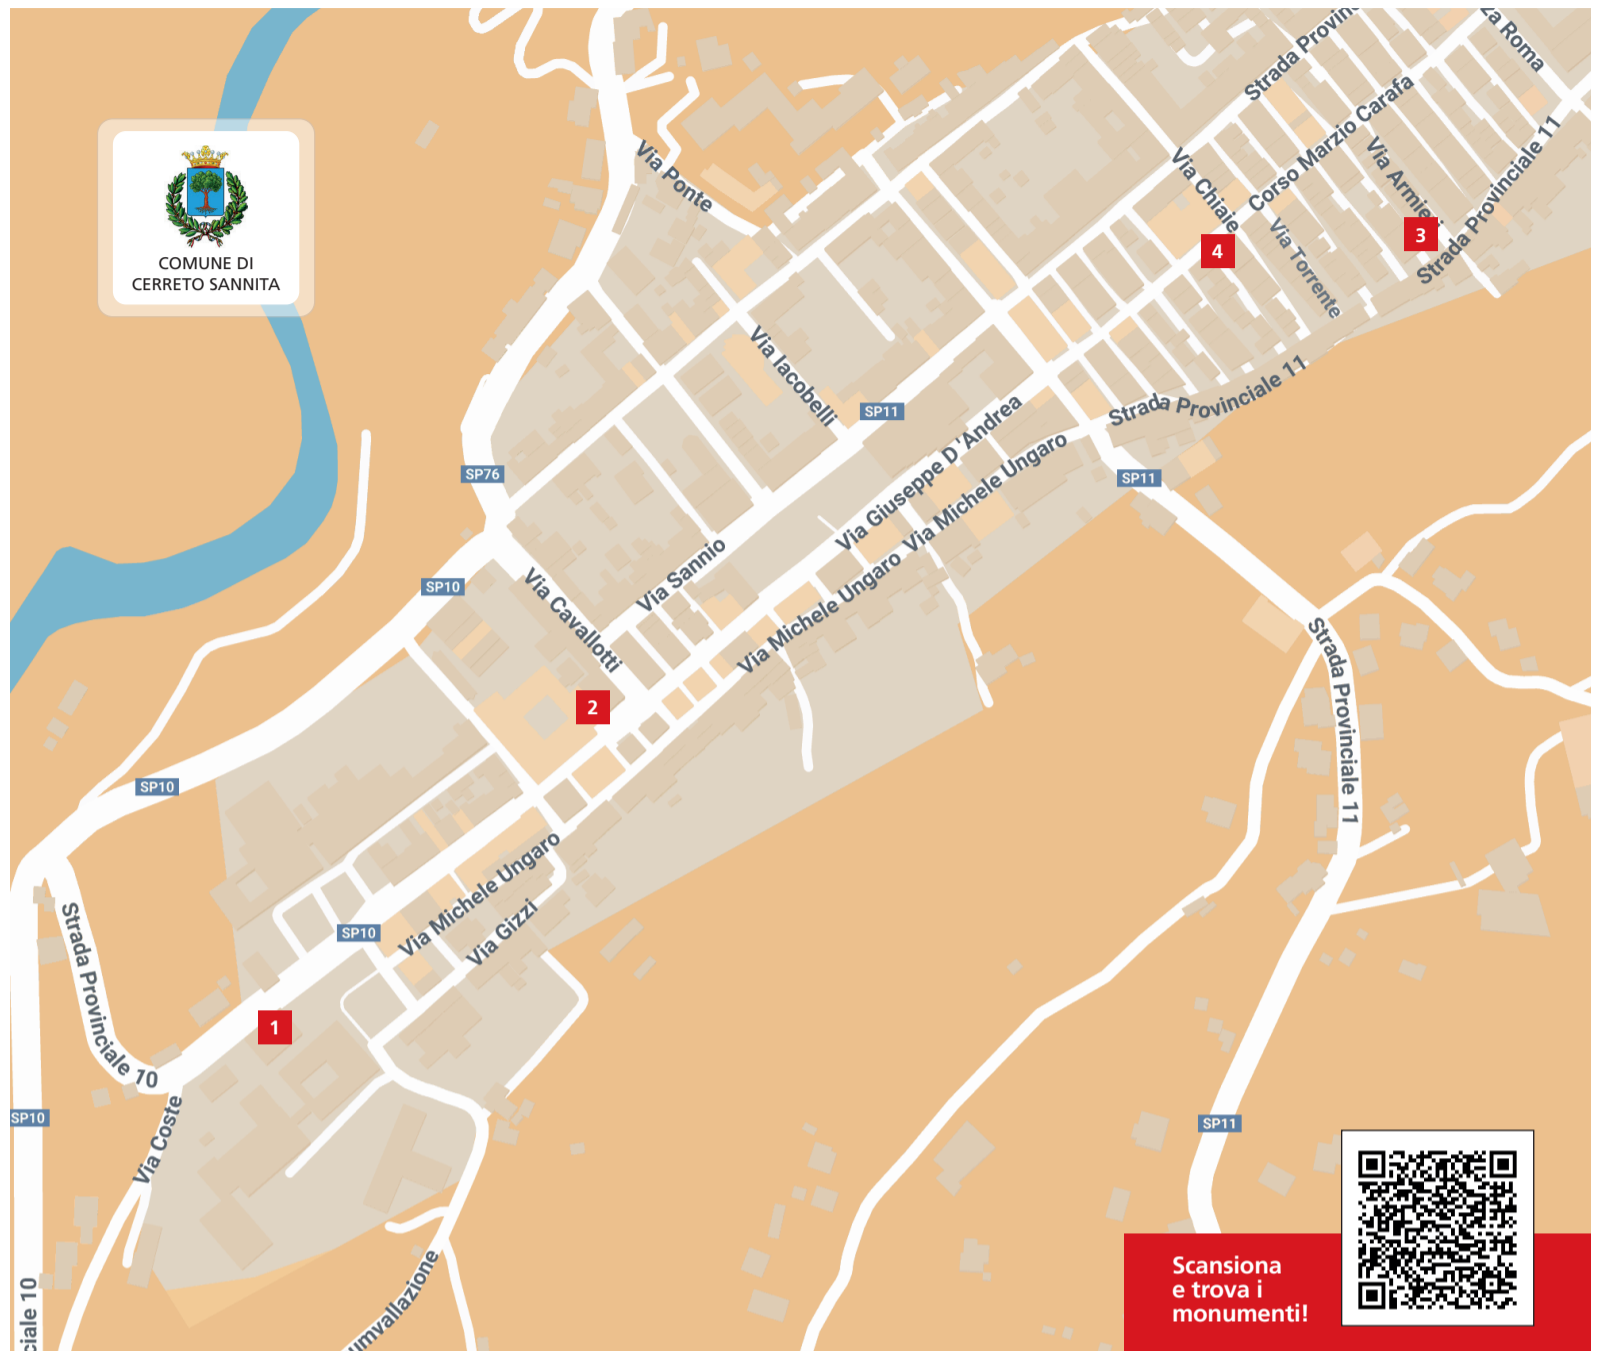 Strada Provinc
za Roma
Corso Marzio Carafa
Strada Provinciale 11
Via Ponte
Via Chiaie
Via Armieri
3
4
Via Torrente
COMUNE DI
CERRETO SANNITA
Via Iacobelli
SP11
Strada Provinciale 11
Via Giuseppe D'Andrea
Via Michele Ungaro
SP76
SP11
Via Sannio
Via Michele Ungaro
SP10
Via Cavallotti
2
Strada Provinciale 11
SP10
Via Michele Ungaro
SP10
Via Gizzi
Strada Provinciale 10
1
SP10
Via Coste
SP11
umvallazione
ciale 10
Scansiona
e trova i
monumenti!